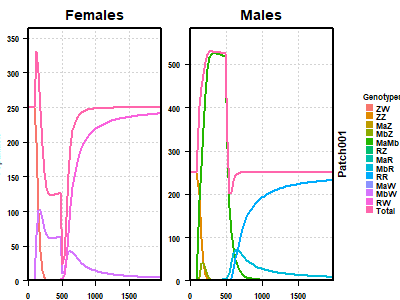 Females
Males
350
300
250
200
150
100
50
0
0
500
1000
1500
500
400
300
200
100
0
0
500
1000
1500
Patch001
Genotypes
ZW
ZZ
MaZ
MbZ
MaMb
RZ
MaR
MbR
RR
MaW
MbW
RW
Total